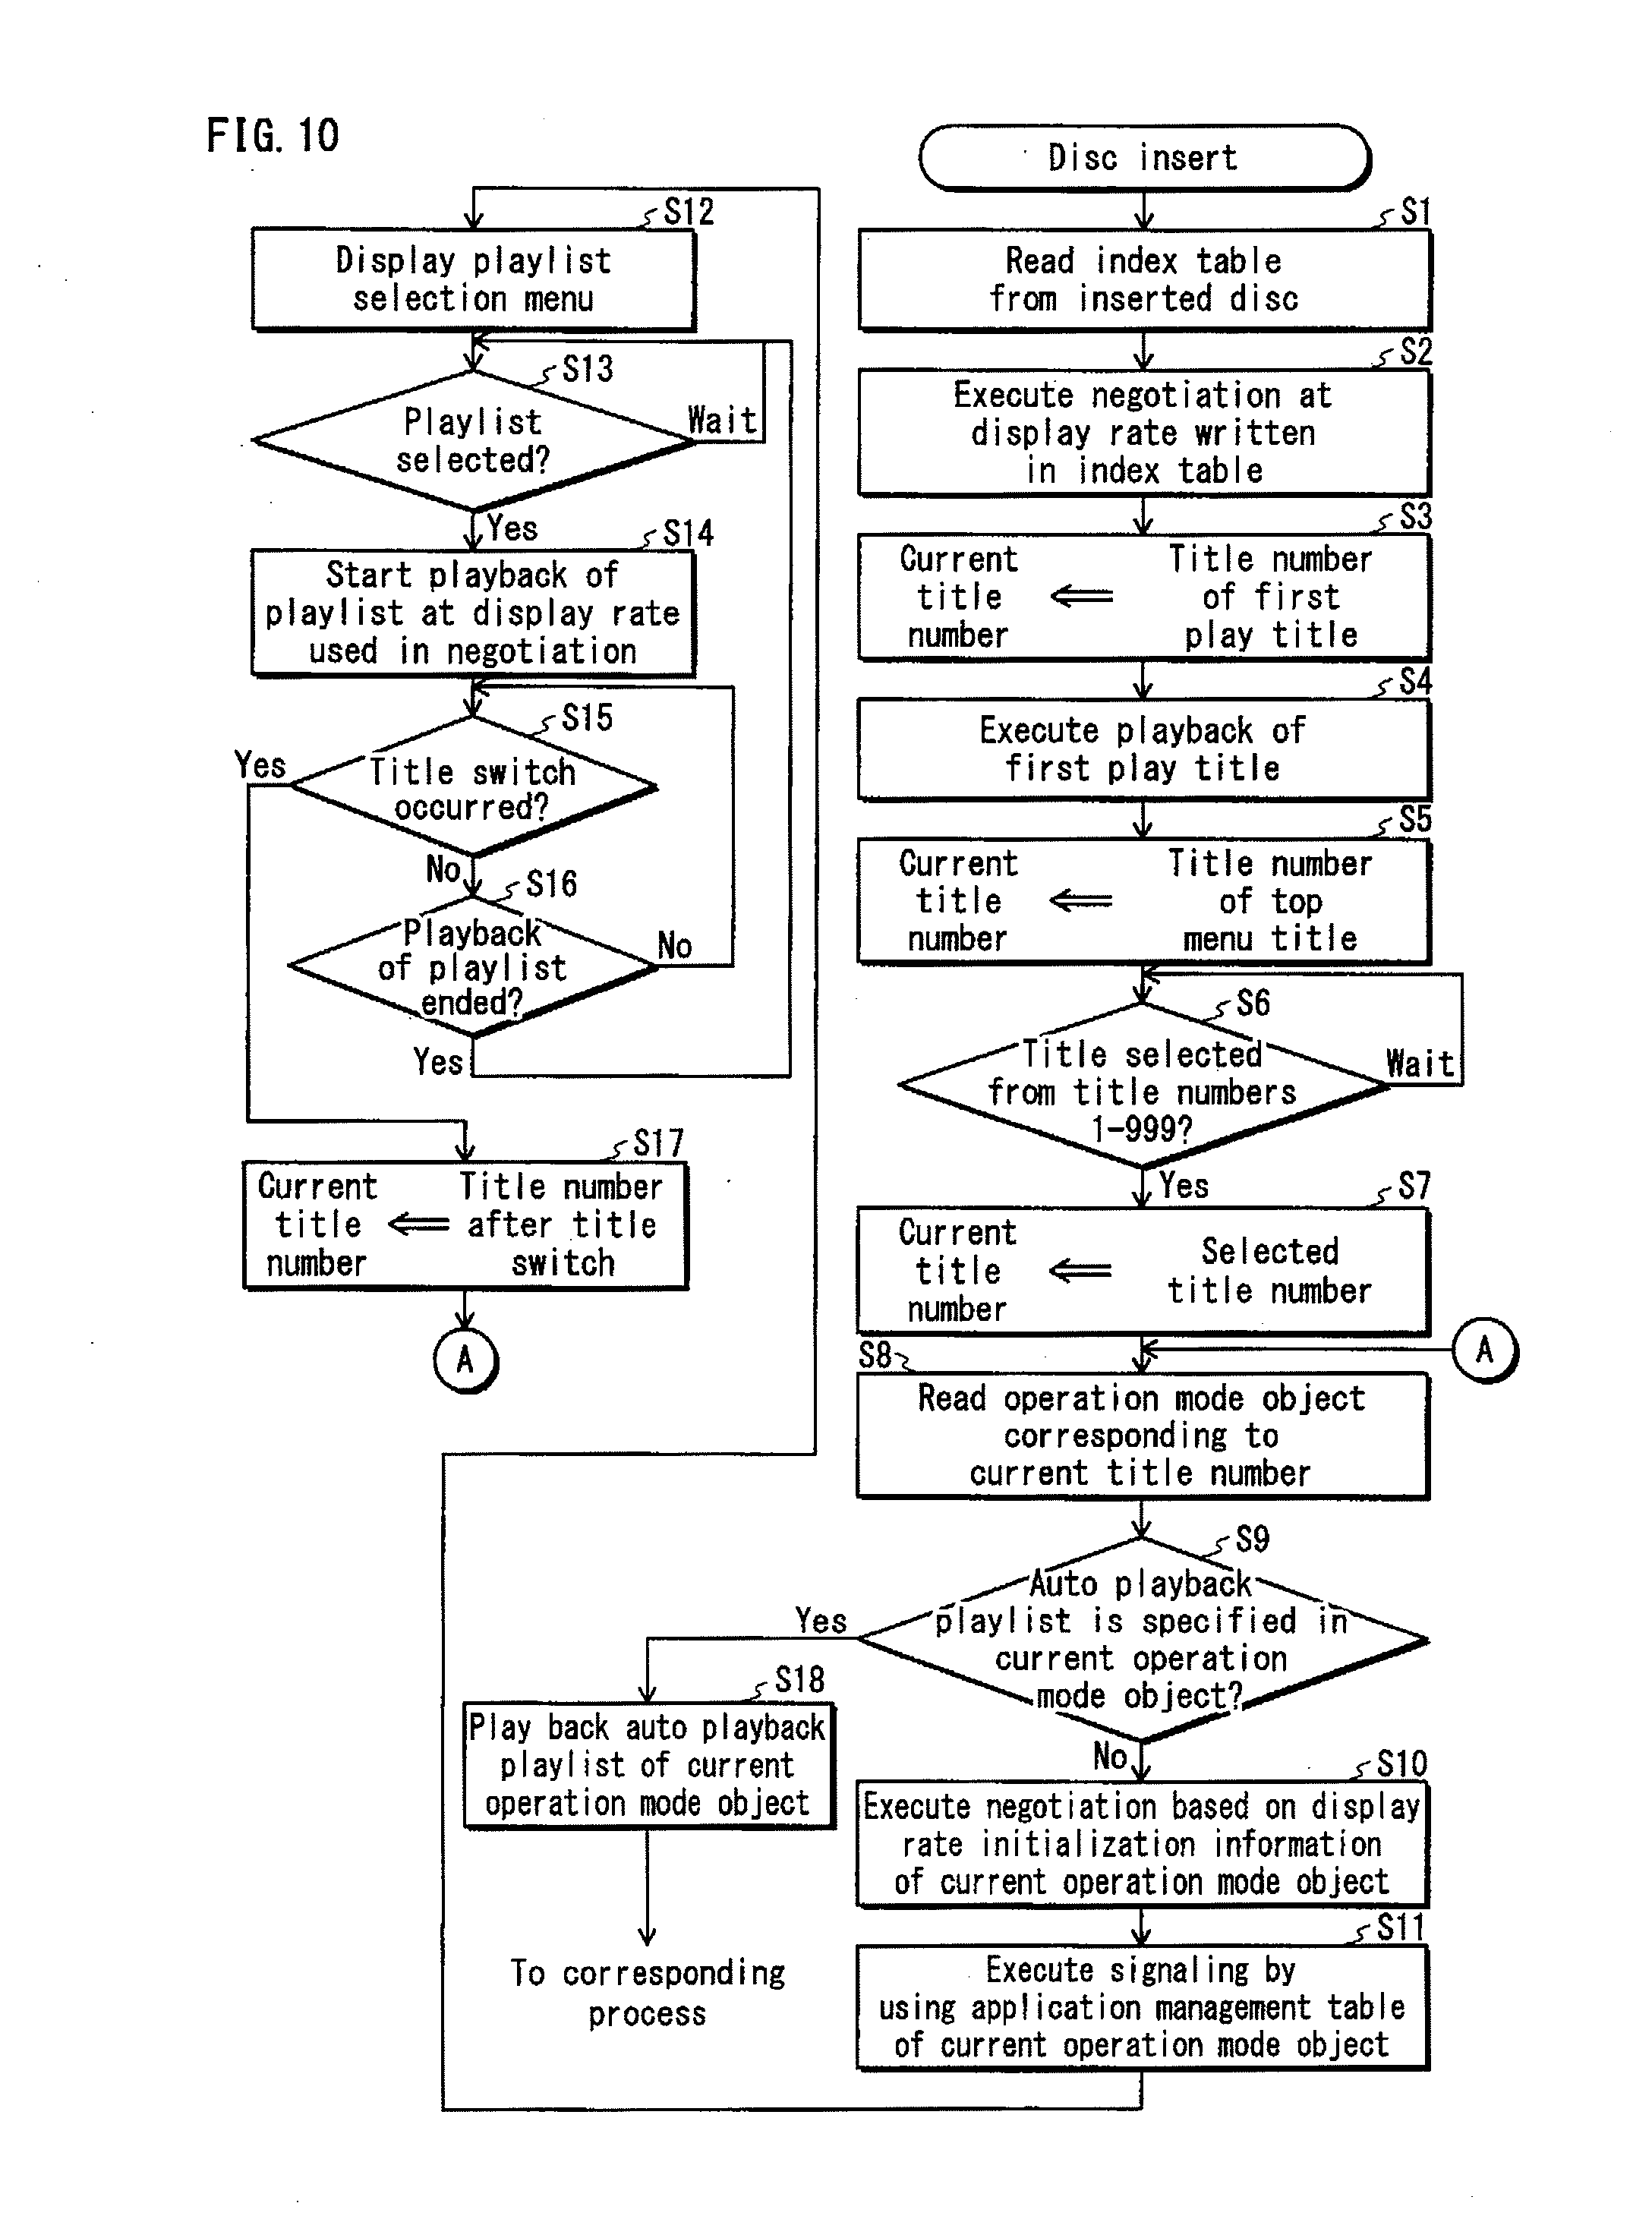 FIG. 10
Disc insert
S1
Read index table
from inserted disc
S2
Execute negotiation at
display rate written
in index table
S3
Current
title
number
⇐
Title number
of first
play title
S4
Execute playback of
first play title
S5
Current
title
number
⇐
Title number
of top
menu title
S6
Title selected
from title numbers
1-999?
Wait
Yes
S7
Current
title
number
⇐
Selected
title number
A
S8
Read operation mode object
corresponding to
current title number
S9
Auto playback
playlist is specified in
current operation
mode object?
Yes
No
S10
Execute negotiation based on display
rate initialization information
of current operation mode object
S11
Execute signaling by
using application management table
of current operation mode object
S12
Display playlist
selection menu
S13
Playlist
selected?
Wait
Yes
S14
Start playback of
playlist at display rate
used in negotiation
S15
Title switch
occurred?
Yes
No
S16
Playback
of playlist
ended?
No
Yes
S17
Current
title
number
⇐
Title number
after title
switch
A
S18
Play back auto playback
playlist of current
operation mode object
To corresponding
process